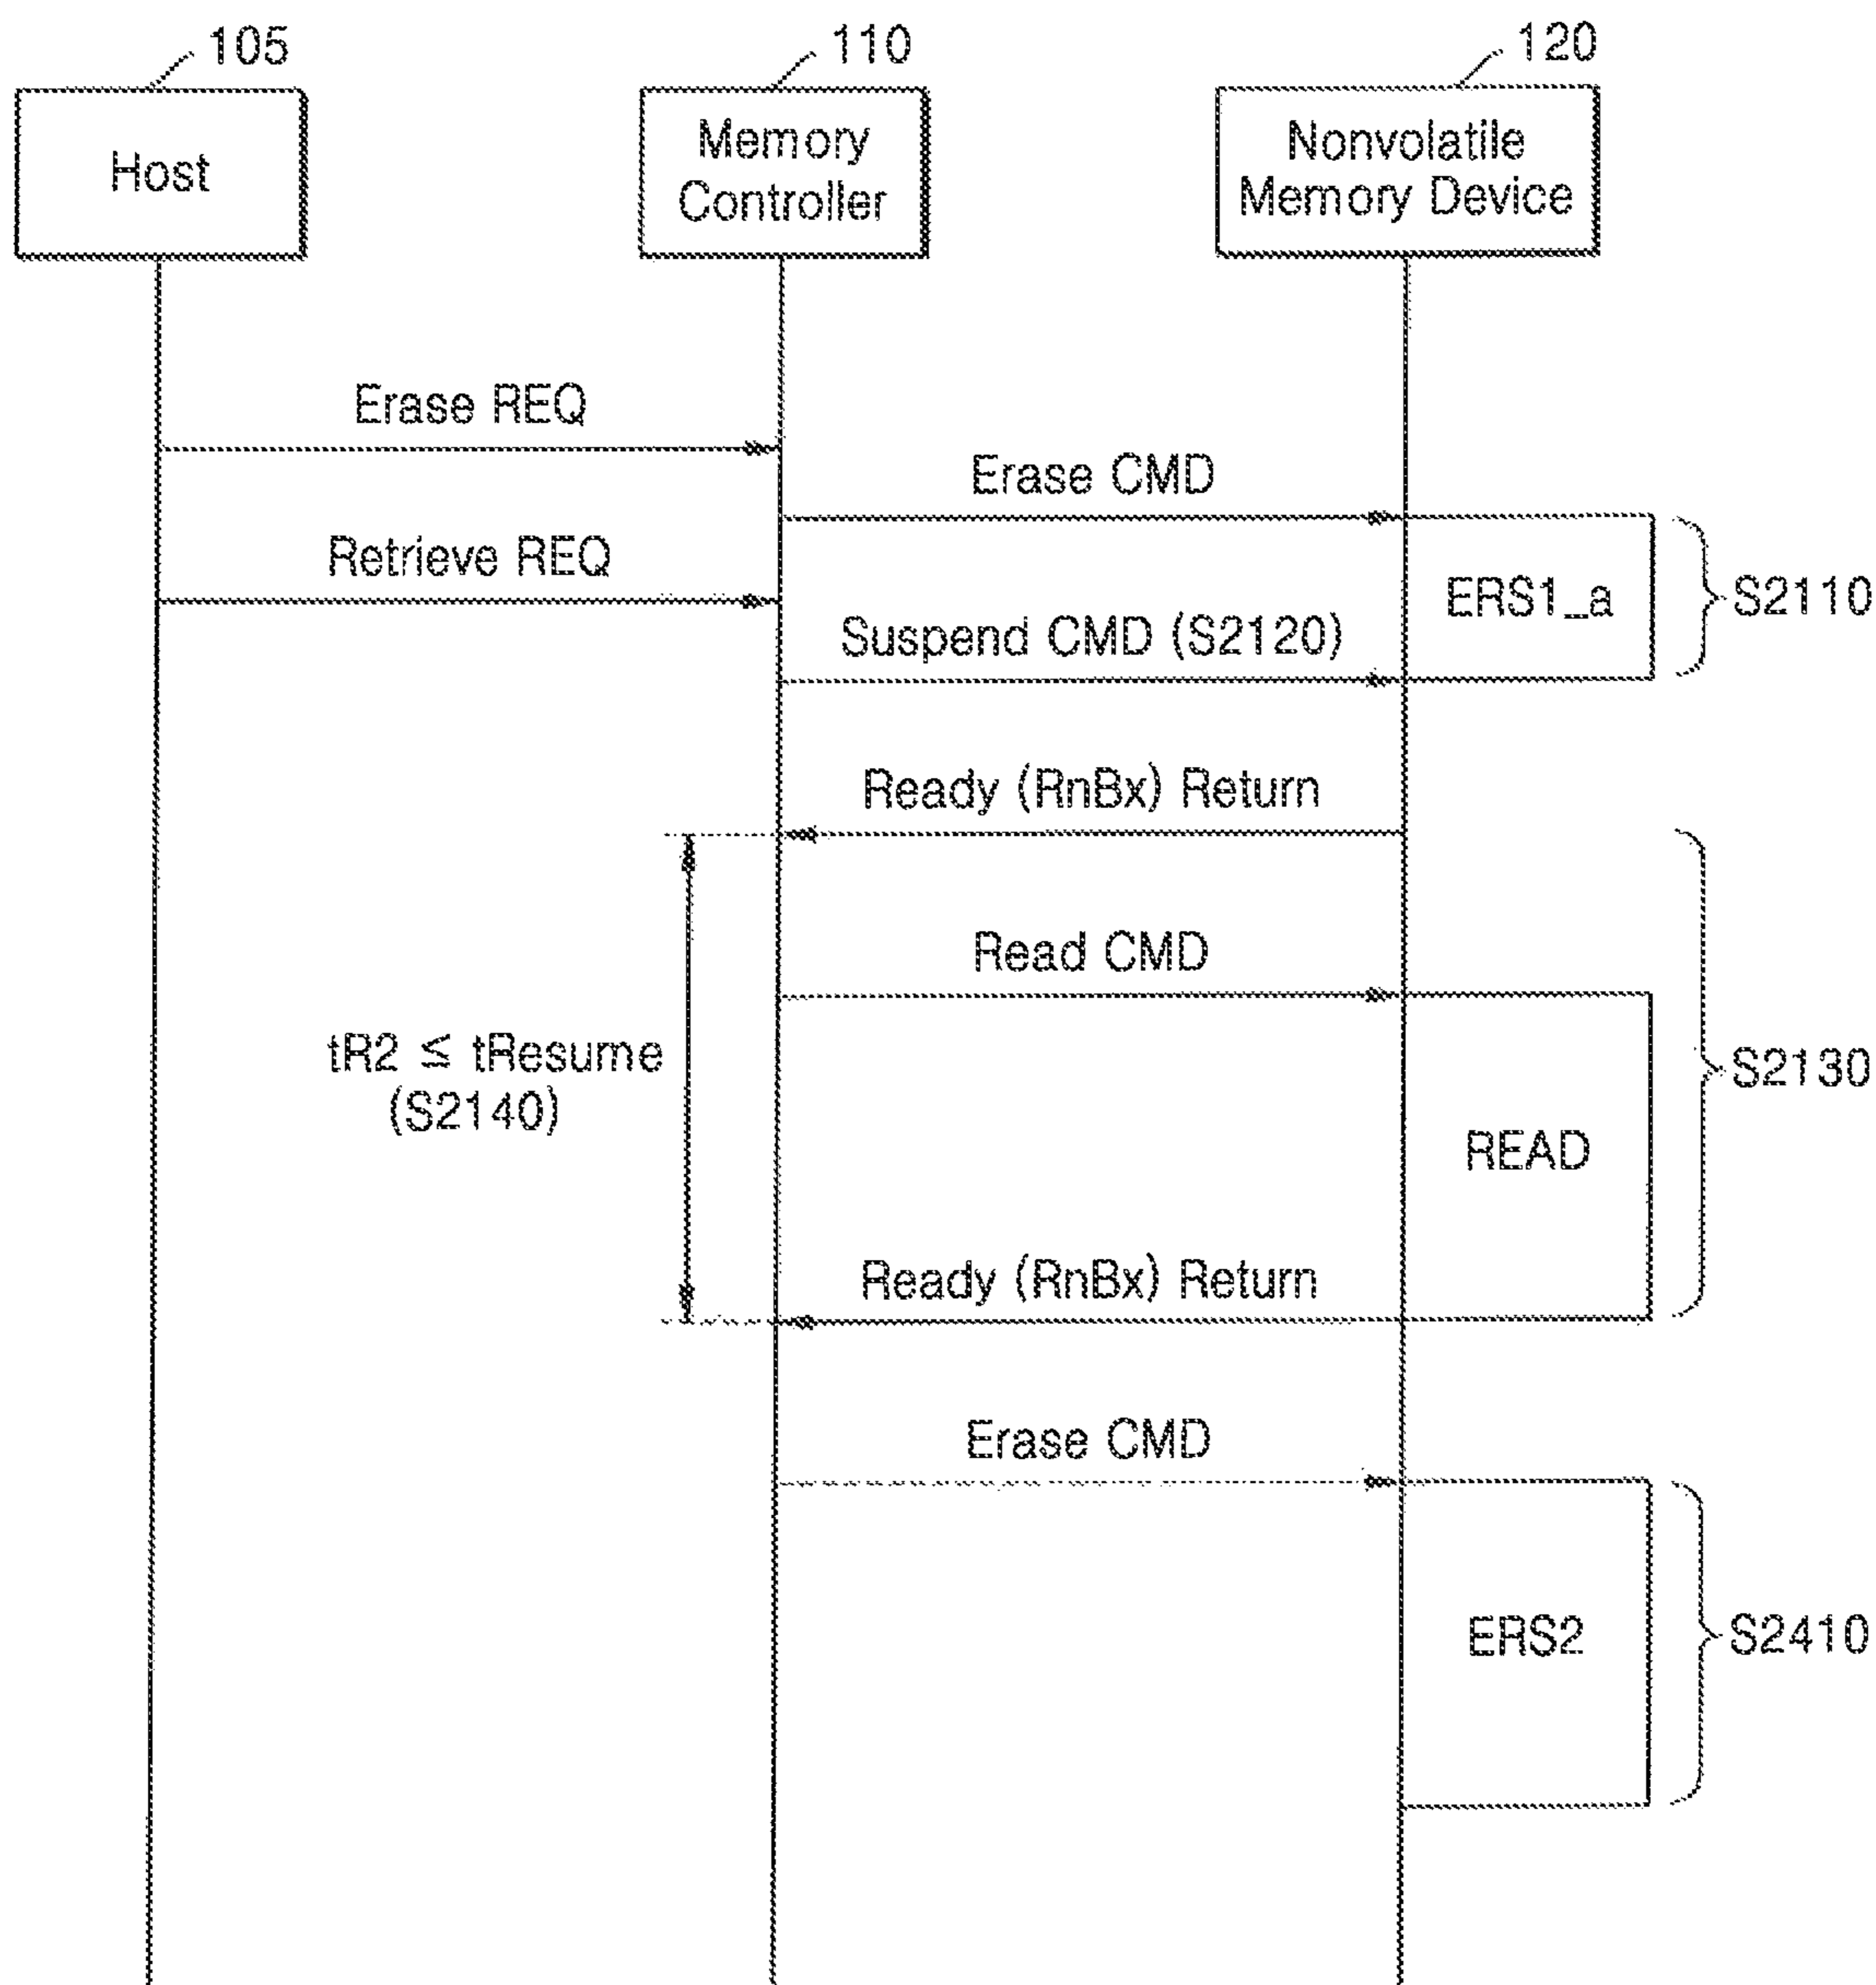 105
110
120
Host
Memory
Controller
Nonvolatile
Memory Device
Erase REQ
Erase CMD
Retrieve REQ
ERS1_a
S2110
Suspend CMD (S2120)
Ready (RnBx) Return
Read CMD
tR2 ≤ tResume
(S2140)
S2130
READ
Ready (RnBx) Return
Erase CMD
ERS2
S2410